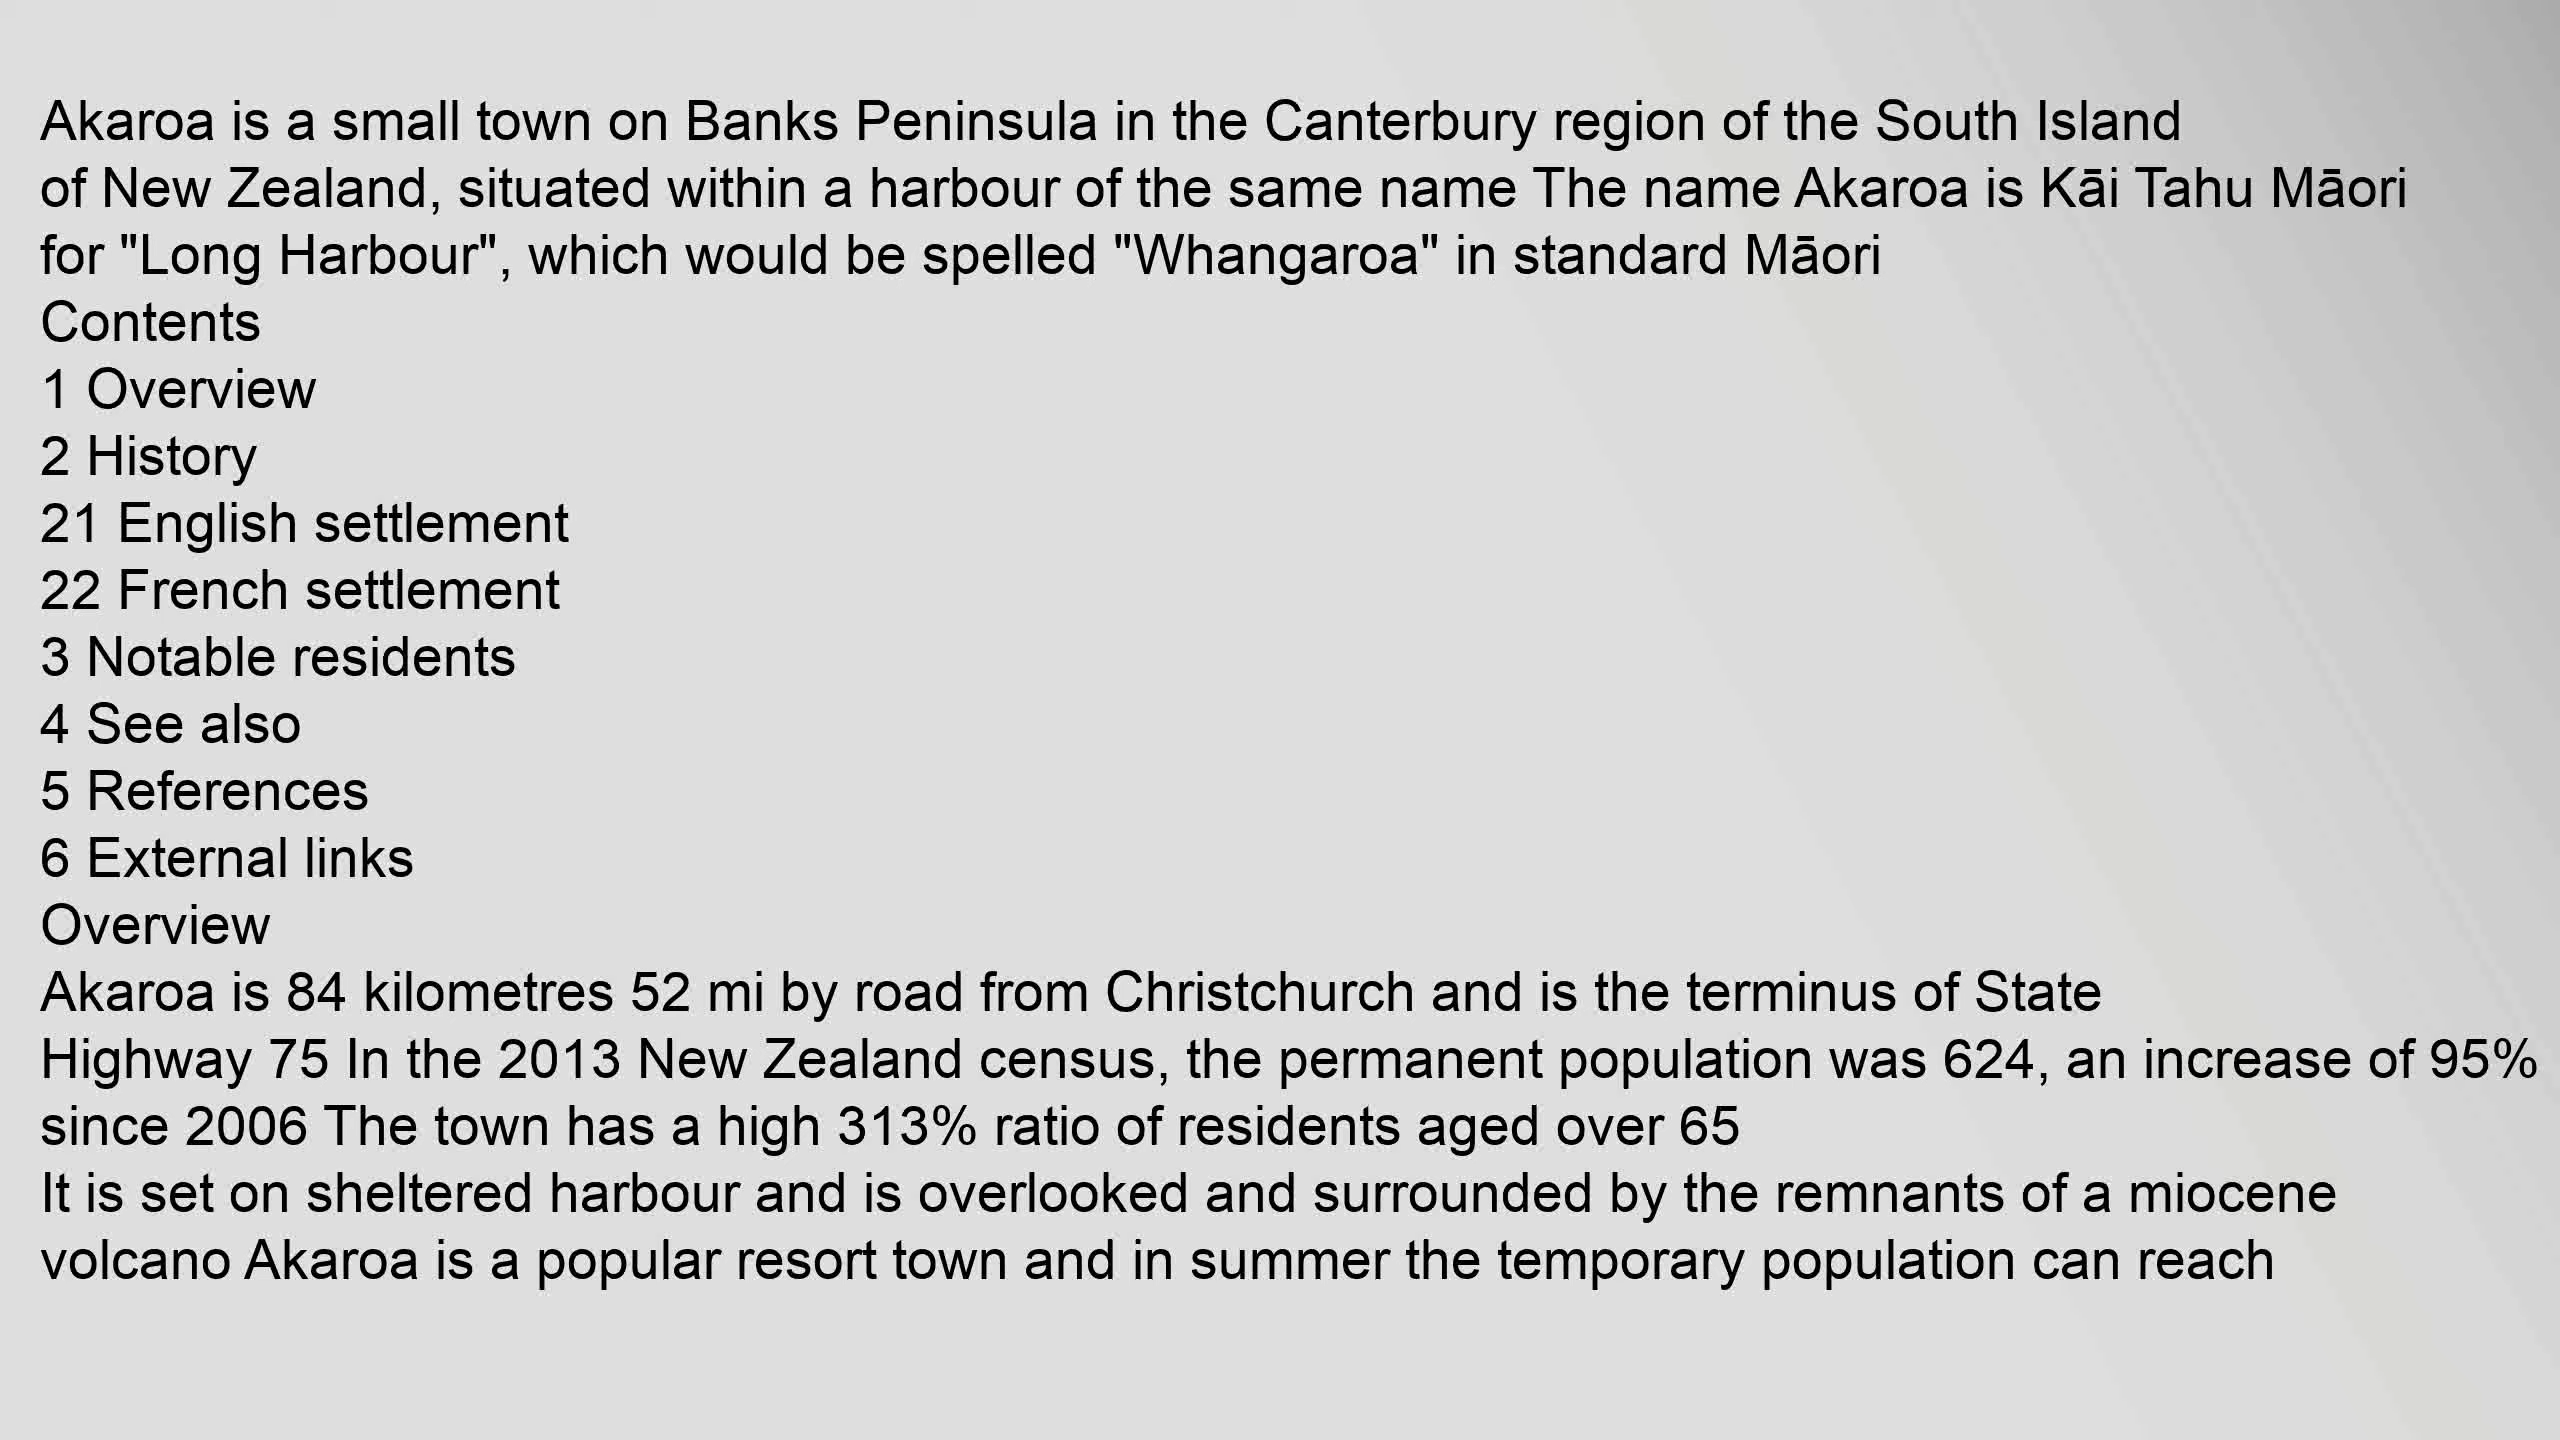 Akaroa is a small town on Banks Peninsula in the Canterbury region of the South Island
of New Zealand, situated within a harbour of the same name The name Akaroa is Kāi Tahu Māori
for "Long Harbour", which would be spelled "Whangaroa" in standard Māori
Contents
1 Overview
2 History
21 English settlement
22 French settlement
3 Notable residents
4 See also
5 References
6 External links
Overview
Akaroa is 84 kilometres 52 mi by road from Christchurch and is the terminus of State
Highway 75 In the 2013 New Zealand census, the permanent population was 624, an increase of 95%
since 2006 The town has a high 313% ratio of residents aged over 65
It is set on sheltered harbour and is overlooked and surrounded by the remnants of a miocene
volcano Akaroa is a popular resort town and in summer the temporary population can reach